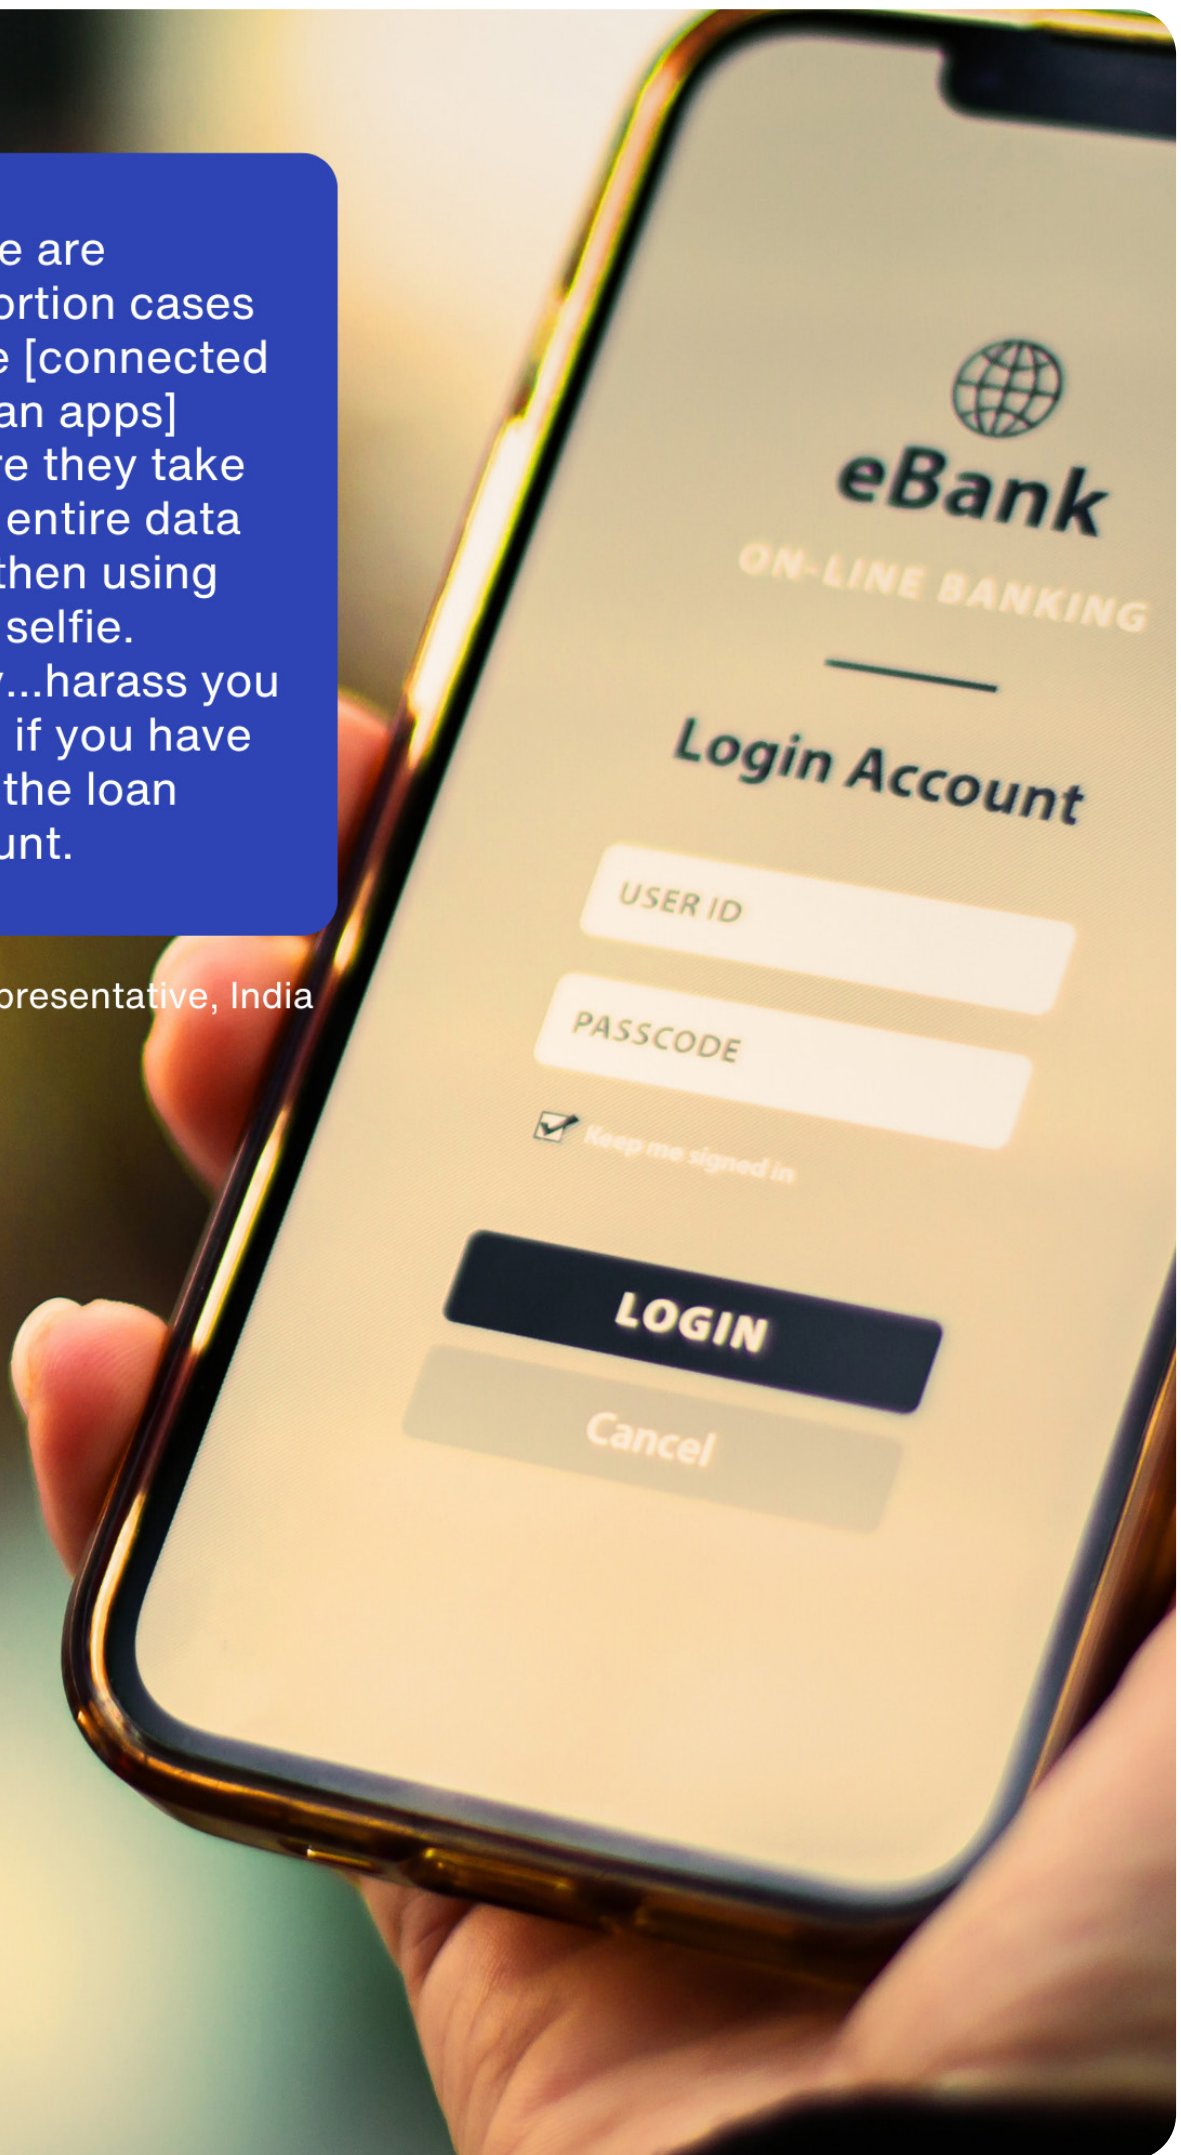 e are
ortion cases
e [connected
an apps]
re they take
entire data
then using
selfie.
y...harass you
if you have
the loan
unt.
presentative, India
eBank
ON-LINE BANKING
Login Account
USER ID
PASSCODE
Keep me signed in
LOGIN
Cancel